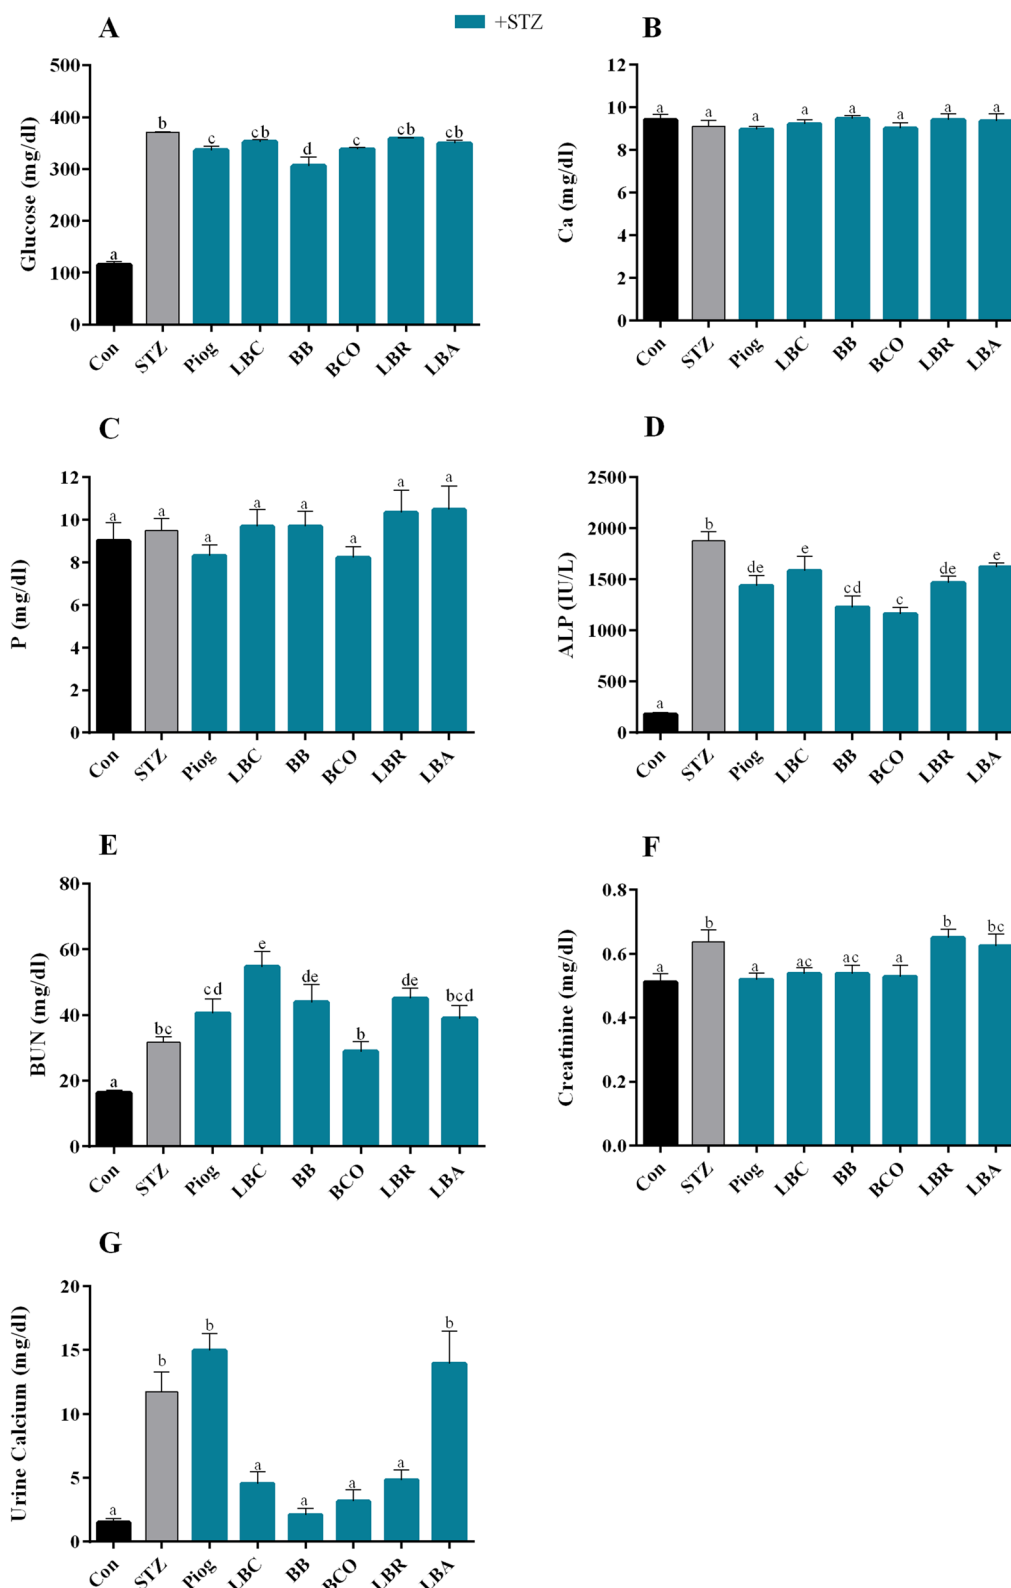 +STZ
A
Glucose (mg/dl)
500
400
300
200
100
0
a
b
c
cb
d
c
cb
cb
Con
STZ
Piog
LBC
BB
BCO
LBR
LBA
B
Ca (mg/dl)
12
10
8
6
4
2
0
a
a
a
a
a
a
a
a
Con
STZ
Piog
LBC
BB
BCO
LBR
LBA
C
P (mg/dl)
12
10
8
6
4
2
0
a
a
a
a
a
a
a
a
Con
STZ
Piog
LBC
BB
BCO
LBR
LBA
D
ALP (IU/L)
2500
2000
1500
1000
500
0
a
b
de
e
cd
c
de
e
Con
STZ
Piog
LBC
BB
BCO
LBR
LBA
E
BUN (mg/dl)
80
60
40
20
0
a
bc
cd
e
de
b
de
bcd
Con
STZ
Piog
LBC
BB
BCO
LBR
LBA
F
Creatinine (mg/dl)
0.8
0.6
0.4
0.2
0.0
a
b
a
ac
ac
a
b
bc
Con
STZ
Piog
LBC
BB
BCO
LBR
LBA
G
Urine Calcium (mg/dl)
20
15
10
5
0
a
b
b
a
a
a
a
b
Con
STZ
Piog
LBC
BB
BCO
LBR
LBA